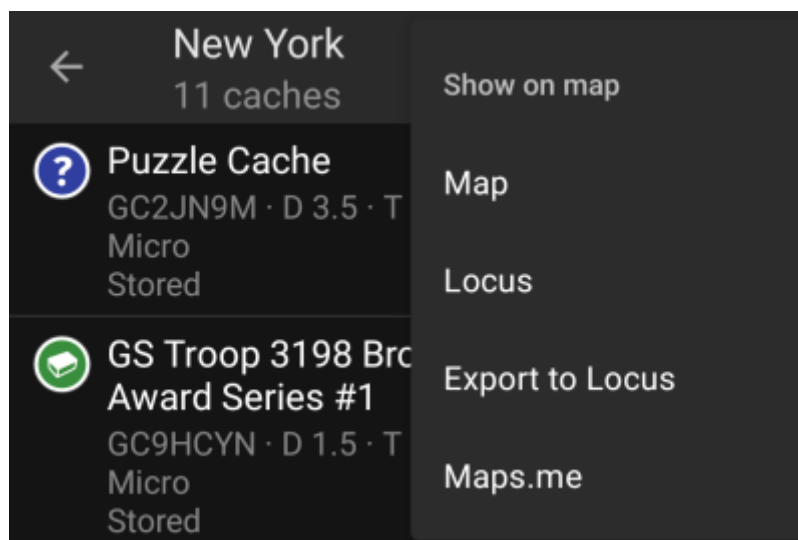 New York
11 caches
Puzzle Cache
GC2JN9M · D 3.5 · T
Micro
Stored
GS Troop 3198 Bro
Award Series #1
GC9HCYN · D 1.5 · T
Micro
Stored
Show on map
Map
Locus
Export to Locus
Maps.me